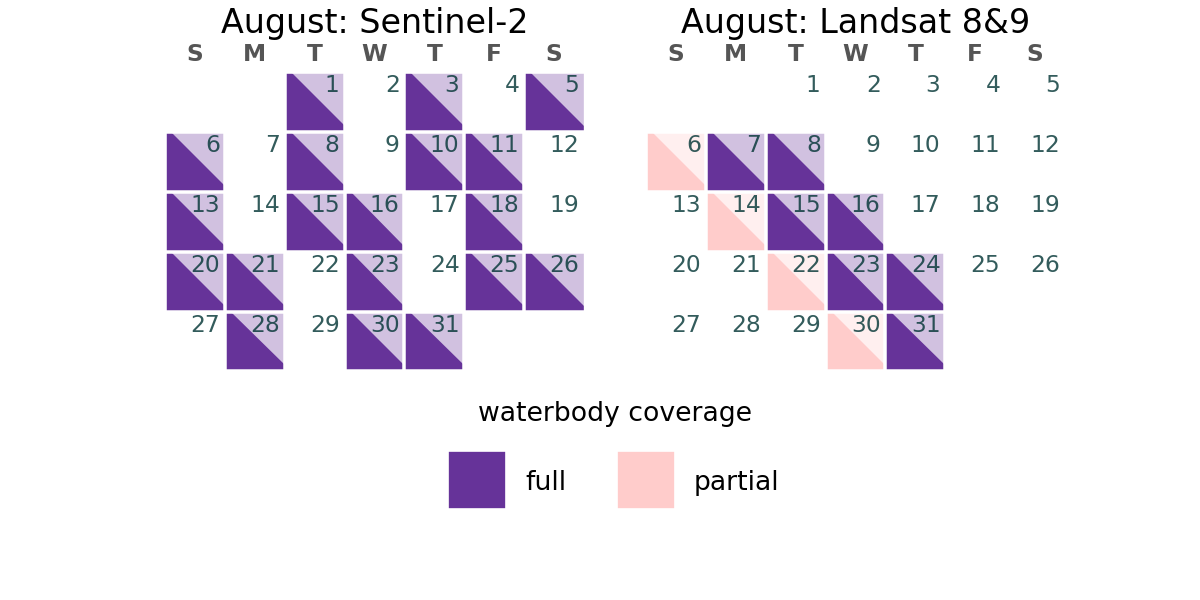 August: Sentinel-2
S M T W T F S
1 2 3 4 5
6 7 8 9 10 11 12
13 14 15 16 17 18 19
20 21 22 23 24 25 26
27 28 29 30 31
August: Landsat 8&9
S M T W T F S
1 2 3 4 5
6 7 8 9 10 11 12
13 14 15 16 17 18 19
20 21 22 23 24 25 26
27 28 29 30 31
waterbody coverage
full
partial